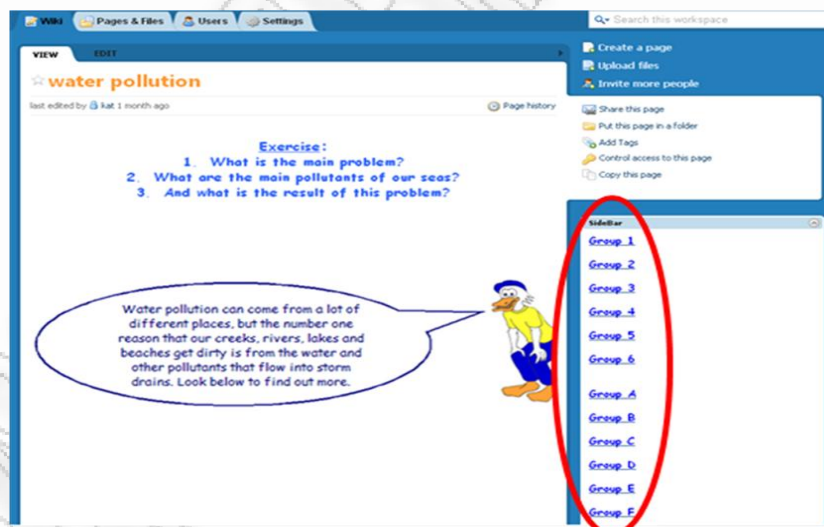 Wiki
Pages & Files
Users
Settings
Search this workspace
VIEW
EDIT
Create a page
Upload files
Invite more people
water pollution
last edited by kat 1 month ago
Page history
Share this page
Put this page in a folder
Add Tags
Control access to this page
Copy this page
Exercise:
1. What is the main problem?
2. What are the main pollutants of our seas?
3. And what is the result of this problem?
Water pollution can come from a lot of
different places, but the number one
reason that our creeks, rivers, lakes and
beaches get dirty is from the water and
other pollutants that flow into storm
drains. Look below to find out more.
SideBar
Group 1
Group 2
Group 3
Group 4
Group 5
Group 6
Group A
Group B
Group C
Group D
Group E
Group F